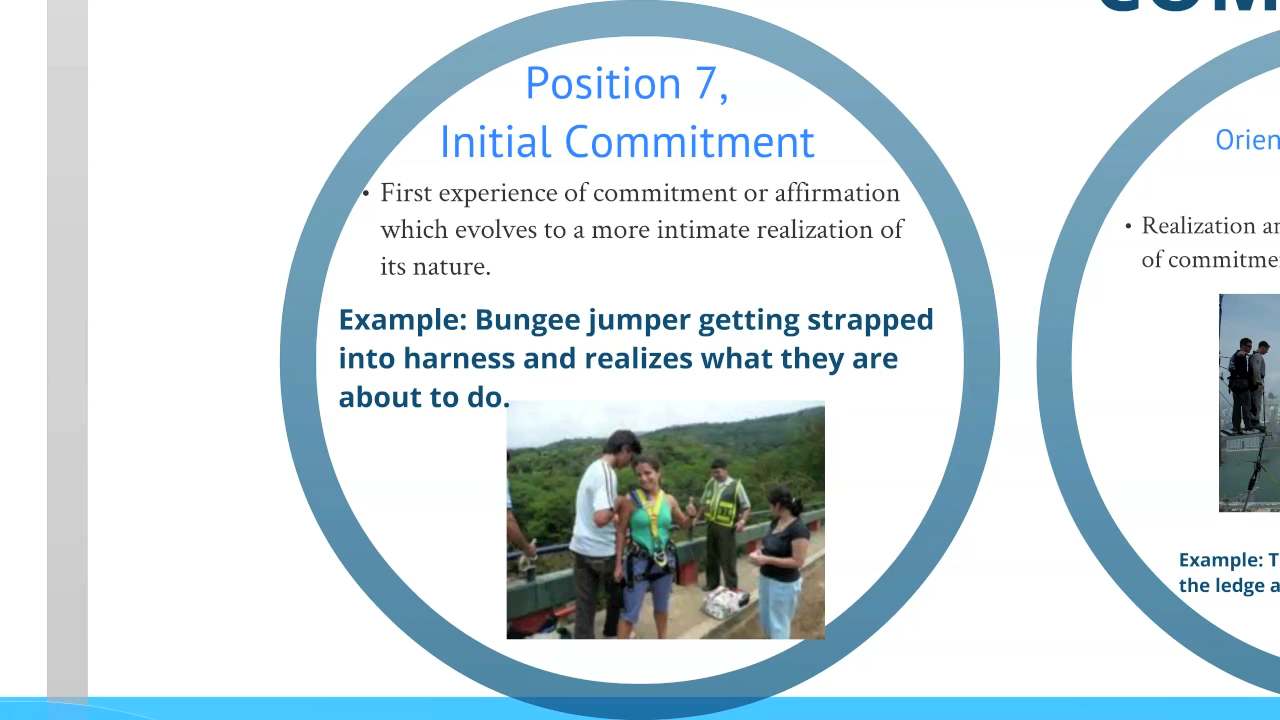 Position 7,
Initial Commitment
• First experience of commitment or affirmation
which evolves to a more intimate realization of
its nature.
Example: Bungee jumper getting strapped
into harness and realizes what they are
about to do.
COM
Orien
• Realization
of
Example: T
the ledge a